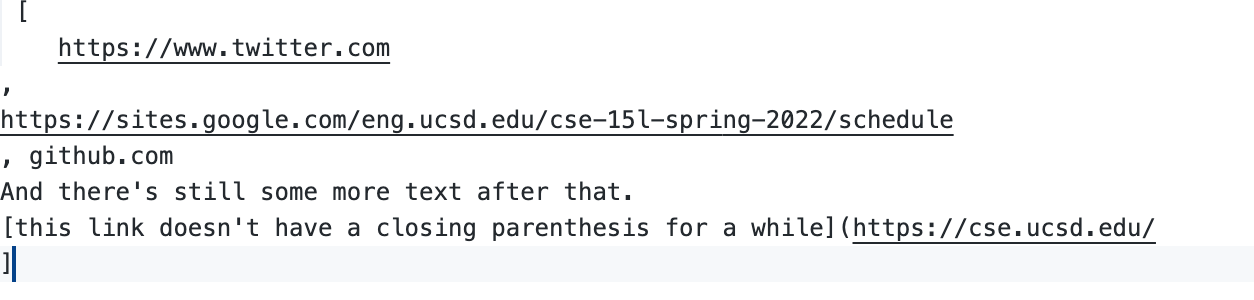 [
https://www.twitter.com
,
https://sites.google.com/eng.ucsd.edu/cse-15l-spring-2022/schedule
, github.com
And there's still some more text after that.
[this link doesn't have a closing parenthesis for a while](https://cse.ucsd.edu/
]